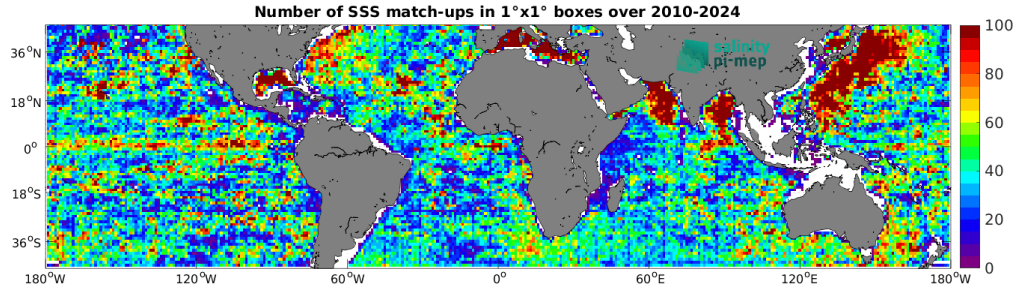 Number of SSS match-ups in 1°x1° boxes over 2010-2024
salinity
pi-mep
36°N
18°N
0°
18°S
36°S
180°W
120°W
60°W
0°
60°E
120°E
180°W
100
80
60
40
20
0